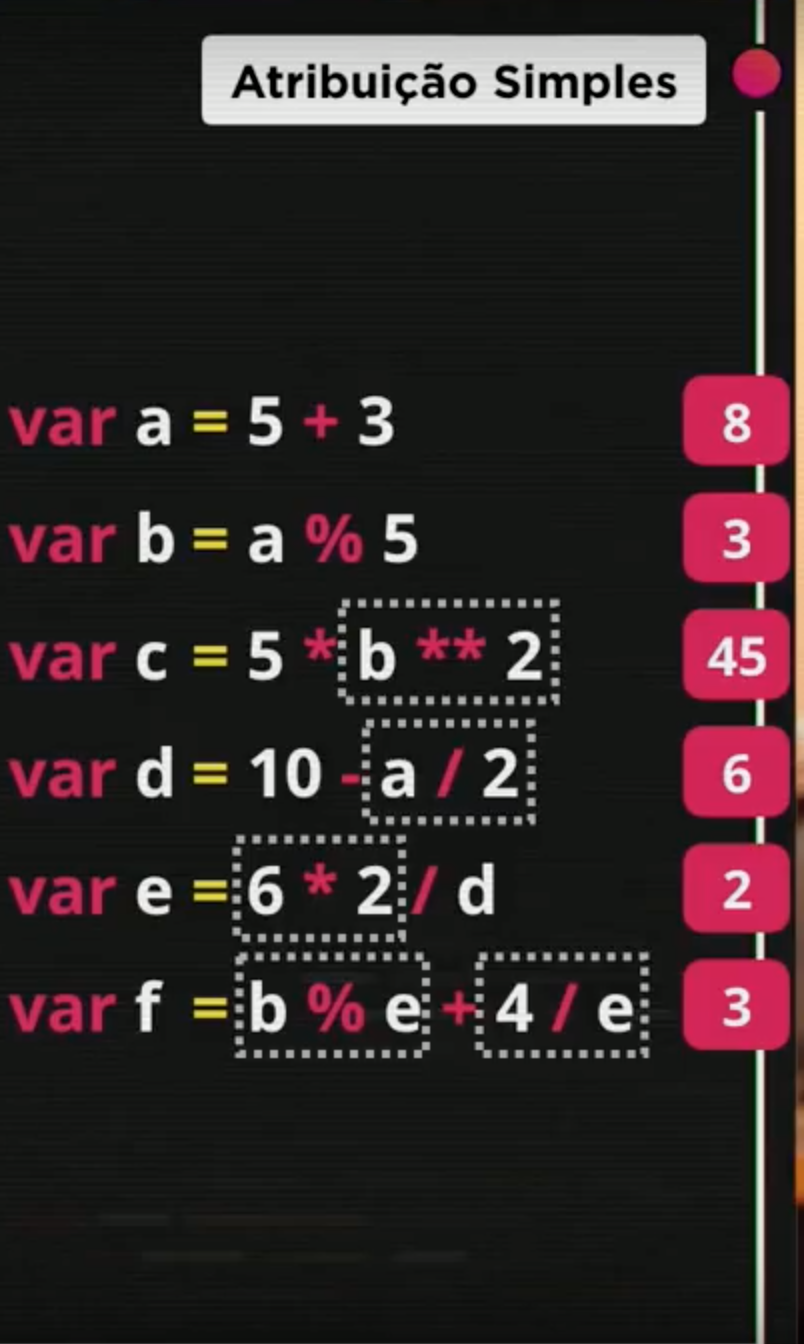 Atribuição Simples
var a = 5 + 3 8
var b = a % 5 3
var c = 5 * b ** 2 45
var d = 10 - a / 2 6
var e = 6 * 2 / d 2
var f = b % e + 4 / e 3